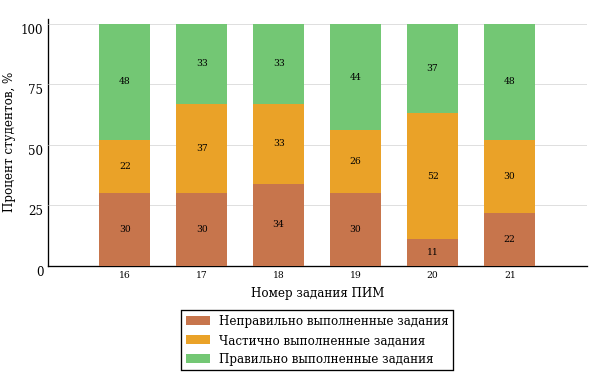 100
75
50
25
0
Процент студентов, %
48 33 33 44 37 48
22 37 33 26 52 30
30 30 34 30 11 22
16 17 18 19 20 21
Номер задания ПИМ
Неправильно выполненные задания
Частично выполненные задания
Правильно выполненные задания